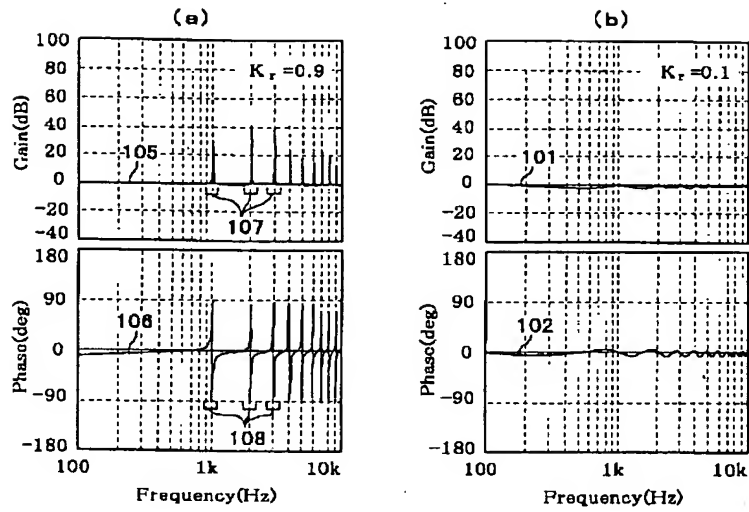 (a)
100
80
60
40
20
0
-20
-40
Gain(dB)
K r =0.9
105
107
180
90
0
-90
-180
Phase(deg)
106
108
100
1k
10k
Frequency(Hz)
(b)
100
80
60
40
20
0
-20
-40
Gain(dB)
K r =0.1
101
180
90
0
-90
-180
Phase(deg)
102
100
1k
10k
Frequency(Hz)